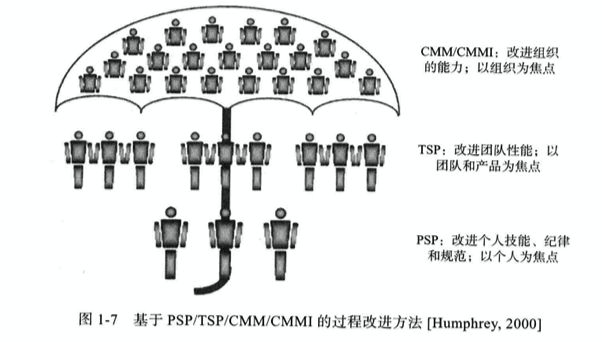 CMM/CMMI：改进组织
的能力；以组织为焦点
TSP：改进团队性能；以
团队和产品为焦点
PSP：改进个人技能、纪律
和规范；以个人为焦点
图 1-7 基于 PSP/TSP/CMM/CMMI 的过程改进方法 [Humphrey, 2000]